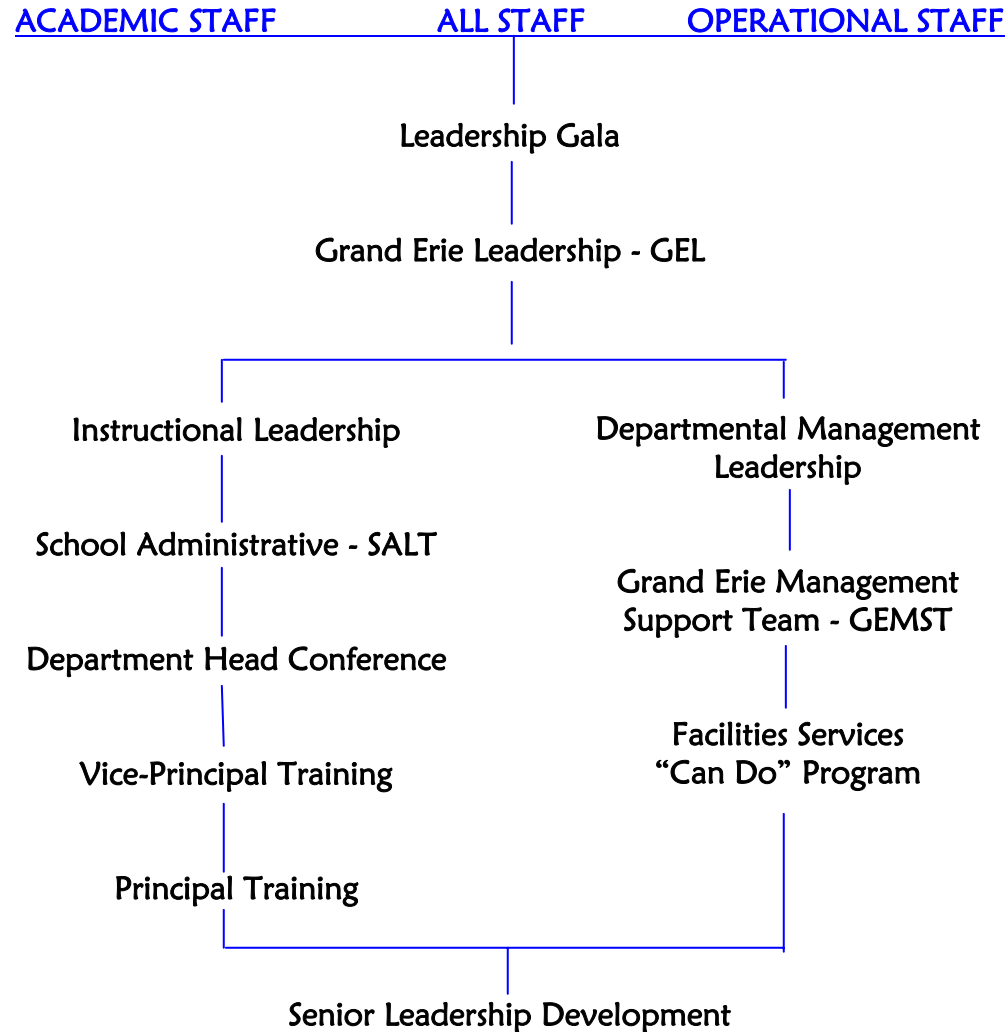 ACADEMIC STAFF ALL STAFF OPERATIONAL STAFF
Leadership Gala
Grand Erie Leadership - GEL
Instructional Leadership
School Administrative - SALT
Department Head Conference
Vice-Principal Training
Principal Training
Departmental Management
Leadership
Grand Erie Management
Support Team - GEMST
Facilities Services
“Can Do” Program
Senior Leadership Development